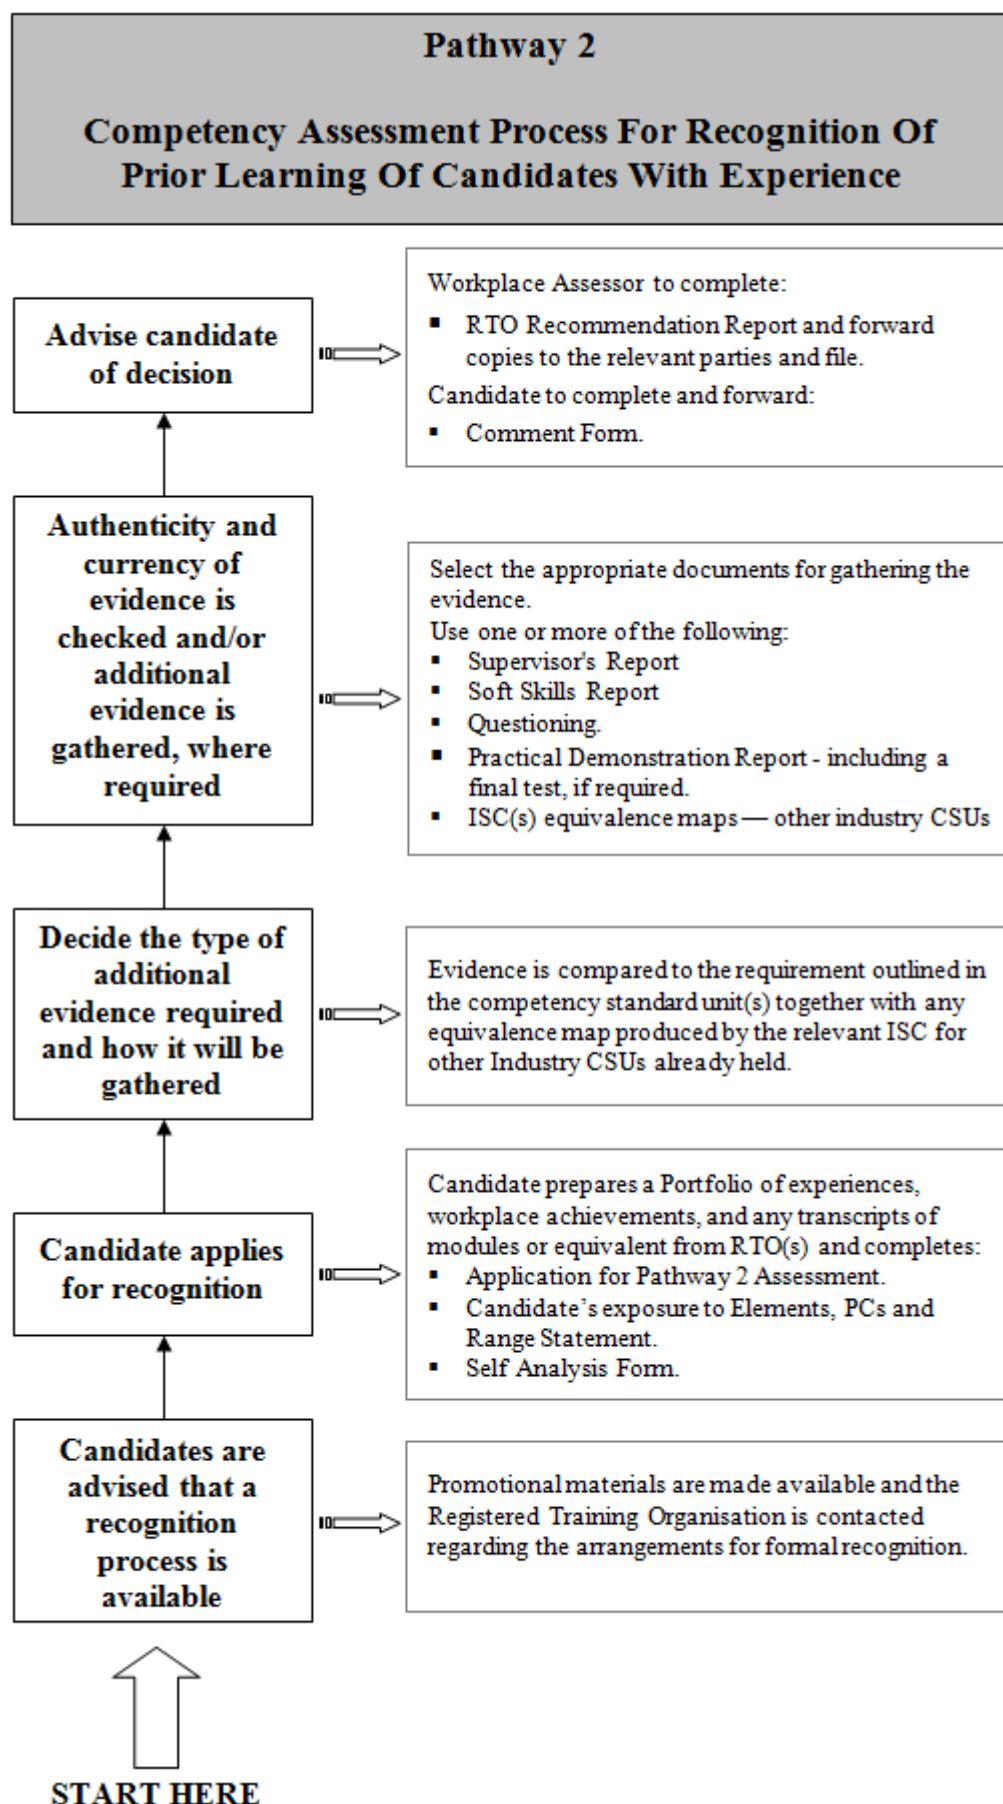 Pathway 2
Competency Assessment Process For Recognition Of
Prior Learning Of Candidates With Experience
Advise candidate
of decision
Workplace Assessor to complete:
▪ RTO Recommendation Report and forward
copies to the relevant parties and file.
Candidate to complete and forward:
▪ Comment Form.
Authenticity and
currency of
evidence is
checked and/or
additional
evidence is
gathered, where
required
Select the appropriate documents for gathering the
evidence.
Use one or more of the following:
▪ Supervisor's Report
▪ Soft Skills Report
▪ Questioning.
▪ Practical Demonstration Report - including a
final test, if required.
▪ ISC(s) equivalence maps — other industry CSUs
Decide the type of
additional
evidence required
and how it will be
gathered
Evidence is compared to the requirement outlined in
the competency standard unit(s) together with any
equivalence map produced by the relevant ISC for
other Industry CSUs already held.
Candidate applies
for recognition
Candidate prepares a Portfolio of experiences,
workplace achievements, and any transcripts of
modules or equivalent from RTO(s) and completes:
▪ Application for Pathway 2 Assessment.
▪ Candidate’s exposure to Elements, PCs and
Range Statement.
▪ Self Analysis Form.
Candidates are
advised that a
recognition
process is
available
Promotional materials are made available and the
Registered Training Organisation is contacted
regarding the arrangements for formal recognition.
START HERE